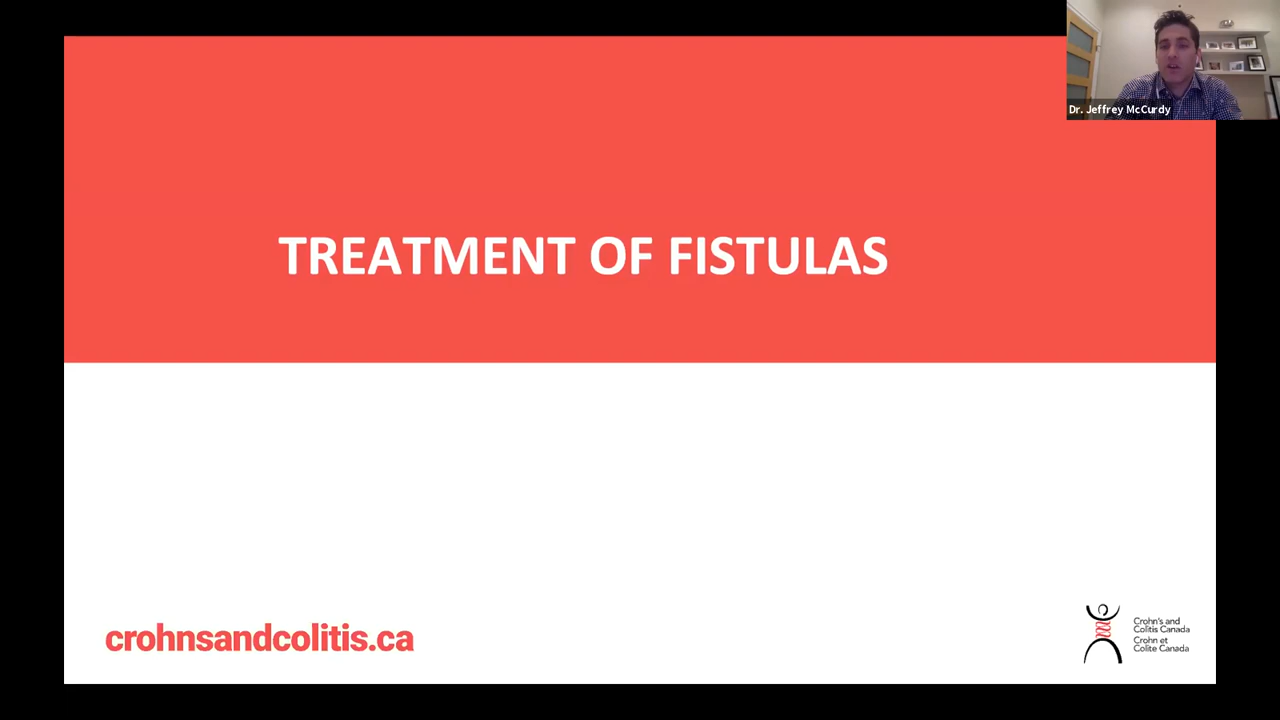 Dr. Jeffrey McCurdy
TREATMENT OF FISTULAS
crohnsandcolitis.ca
Crohn's and
Colitis Canada
Crohn et
Colite Canada